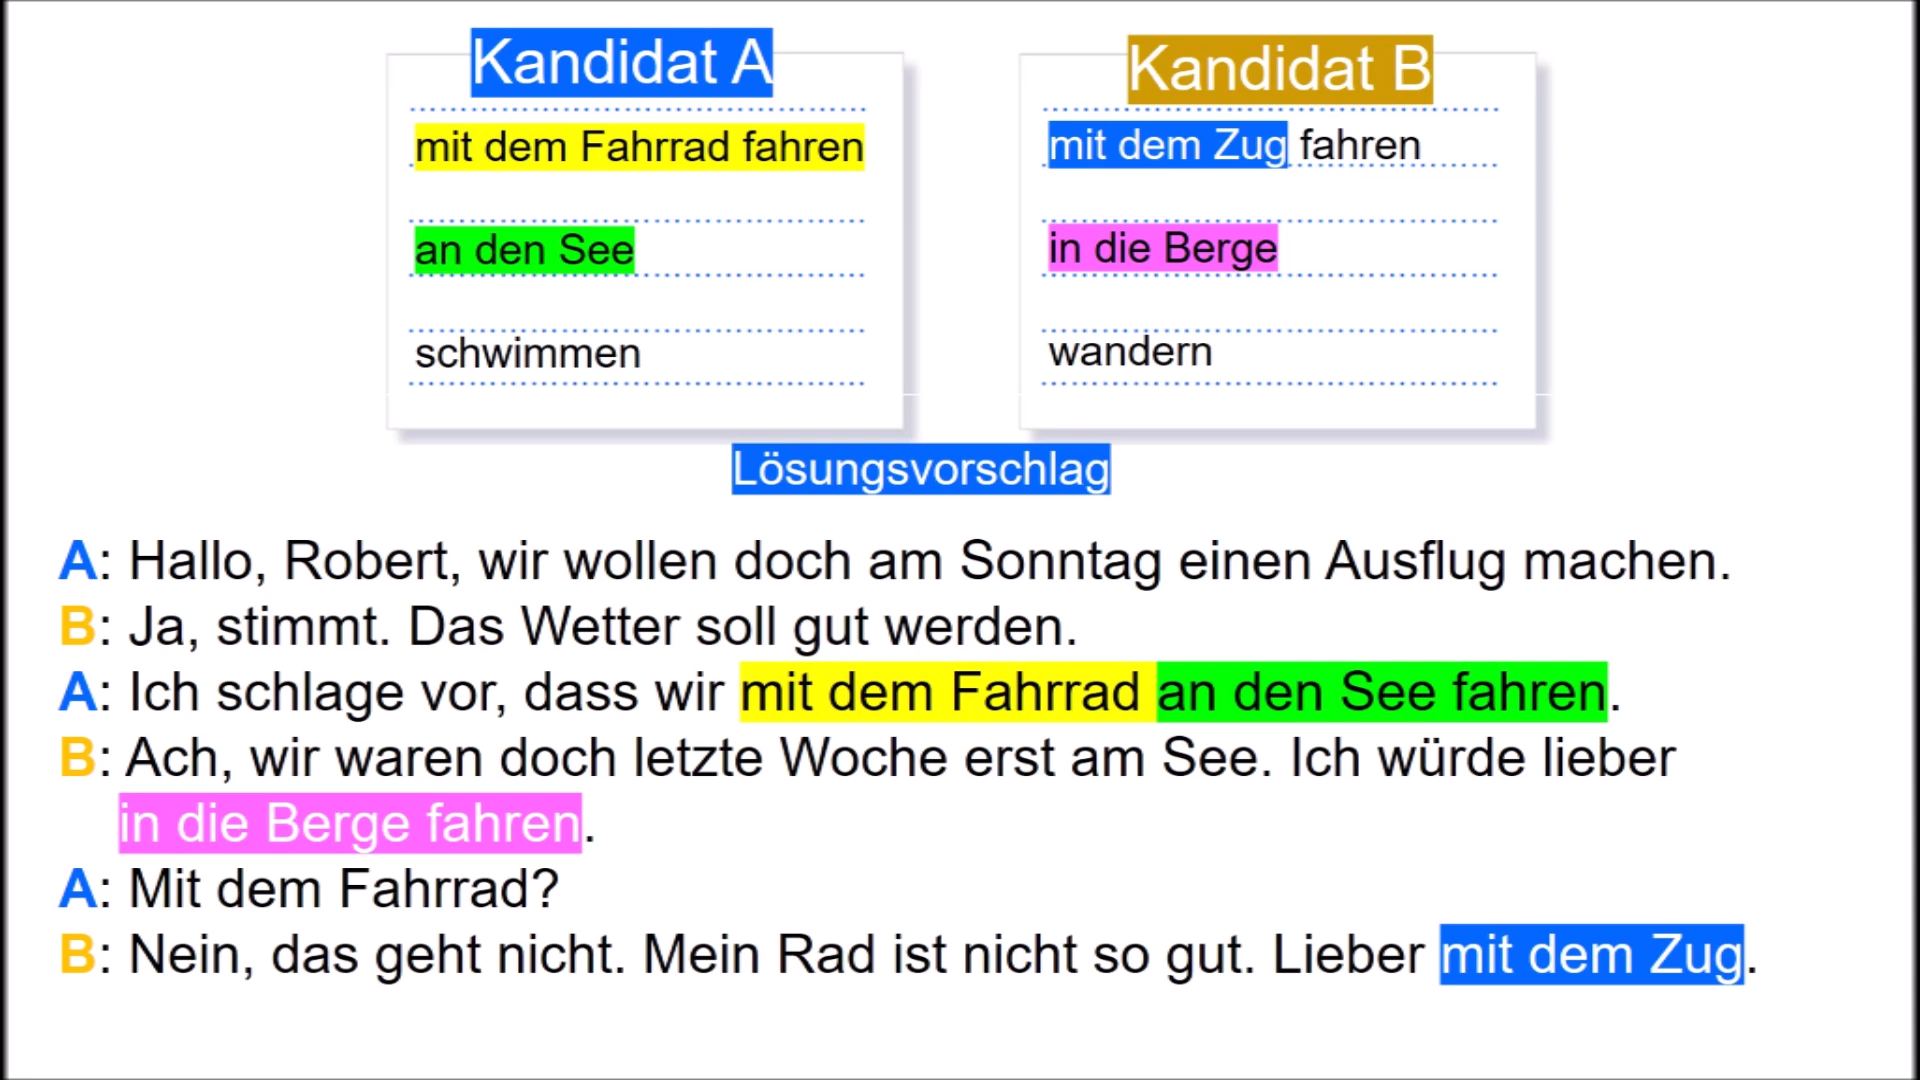 Kandidat A
mit dem Fahrrad fahren
an den See
schwimmen
Kandidat B
mit dem Zug fahren
in die Berge
wandern
Lösungsvorschlag
A: Hallo, Robert, wir wollen doch am Sonntag einen Ausflug machen.
B: Ja, stimmt. Das Wetter soll gut werden.
A: Ich schlage vor, dass wir mit dem Fahrrad an den See fahren.
B: Ach, wir waren doch letzte Woche erst am See. Ich würde lieber
in die Berge fahren.
A: Mit dem Fahrrad?
B: Nein, das geht nicht. Mein Rad ist nicht so gut. Lieber mit dem Zug.